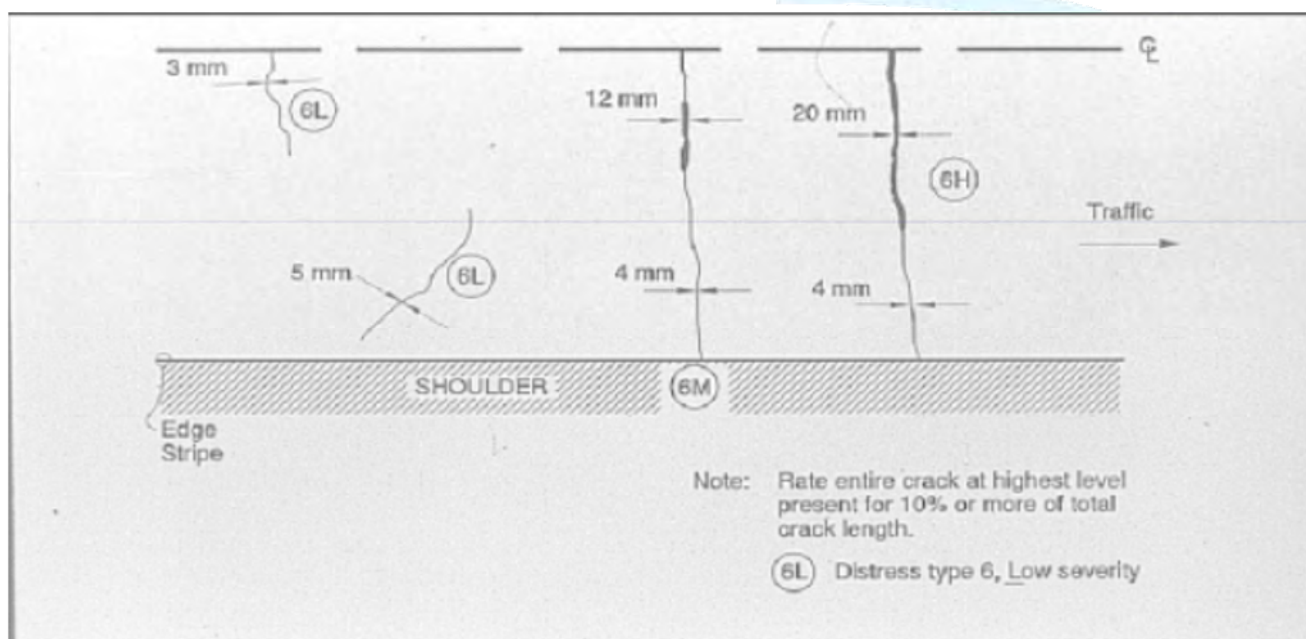 ℄
3 mm
6L
12 mm
20 mm
6H
Traffic
5 mm
6L
4 mm
4 mm
SHOULDER
6M
Edge
Stripe
Note: Rate entire crack at highest level
present for 10% or more of total
crack length.
6L Distress type 6, Low severity